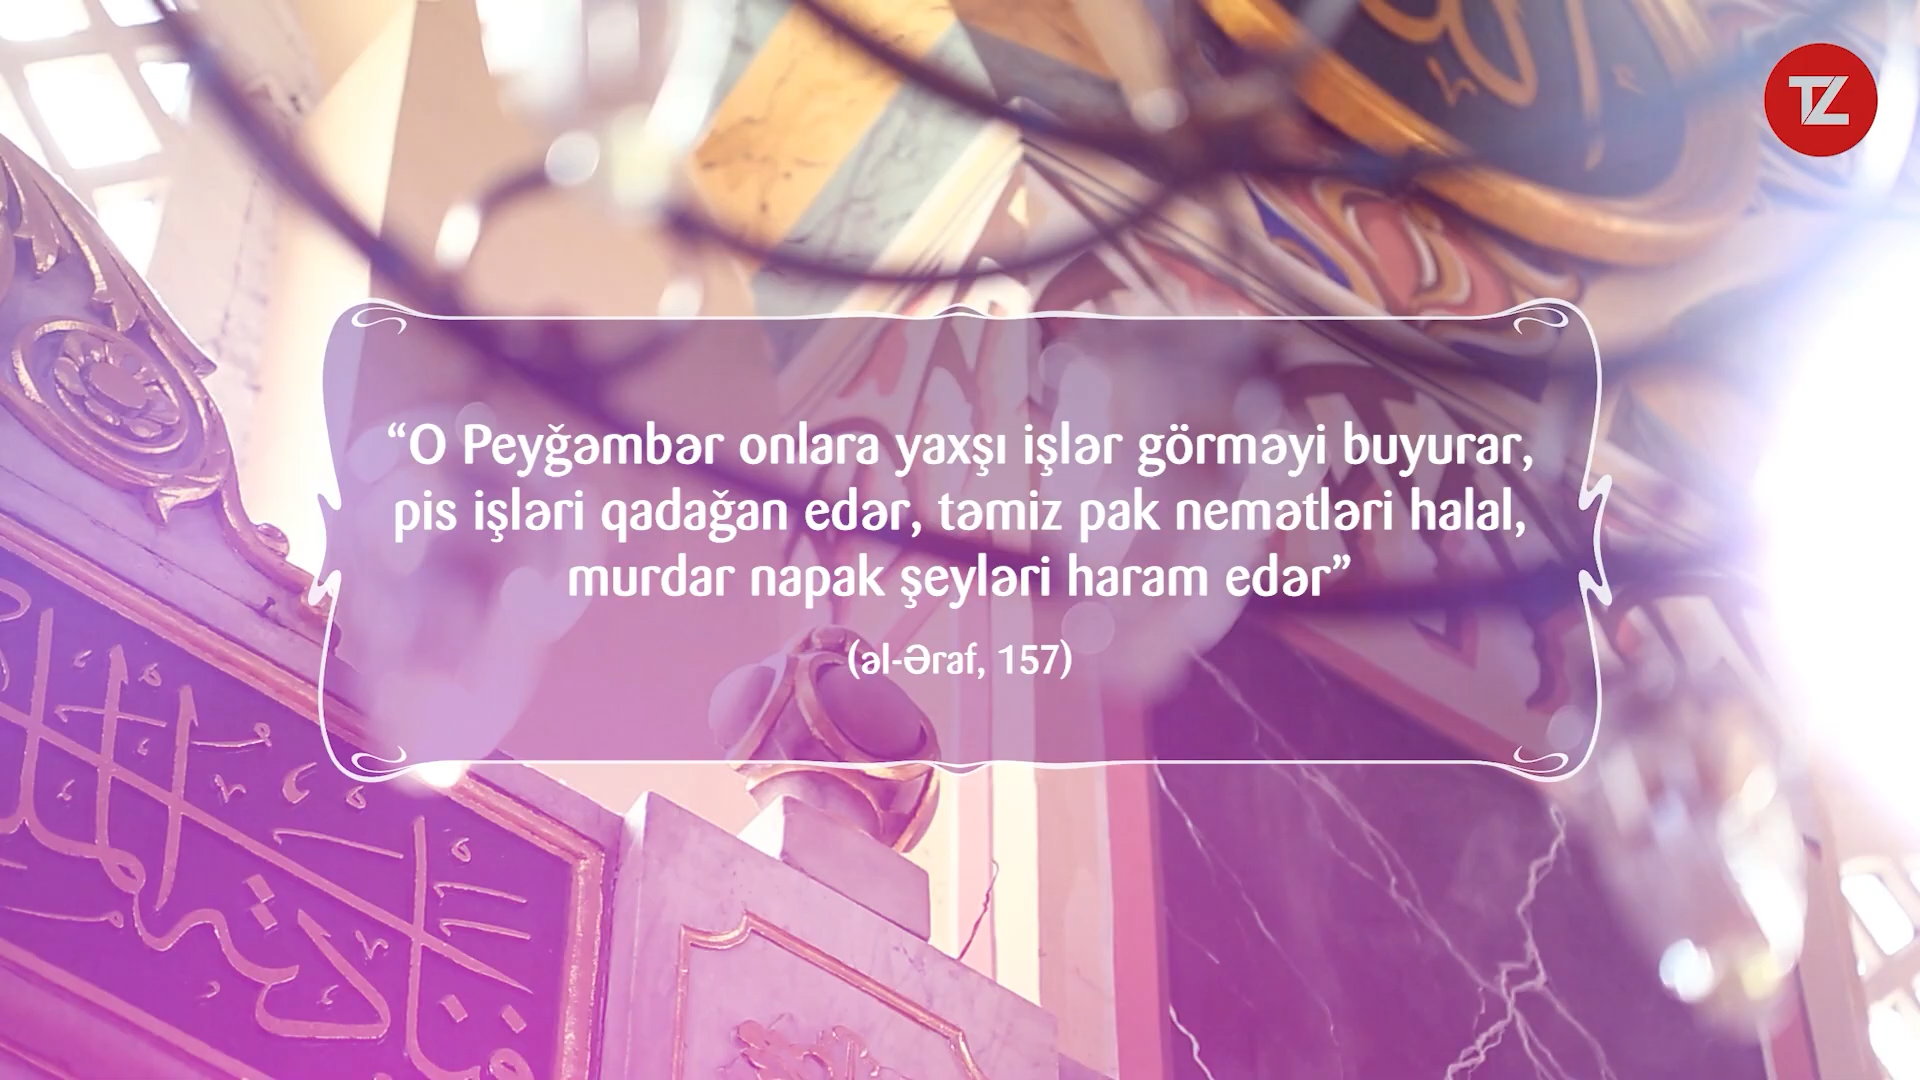 TZ
“O Peyğəmbər onlara yaxşı işlər görməyi buyurar,
pis işləri qadağan edər, təmiz pak nemətləri halal,
murdar napak şeyləri haram edər”
(əl-Əraf, 157)